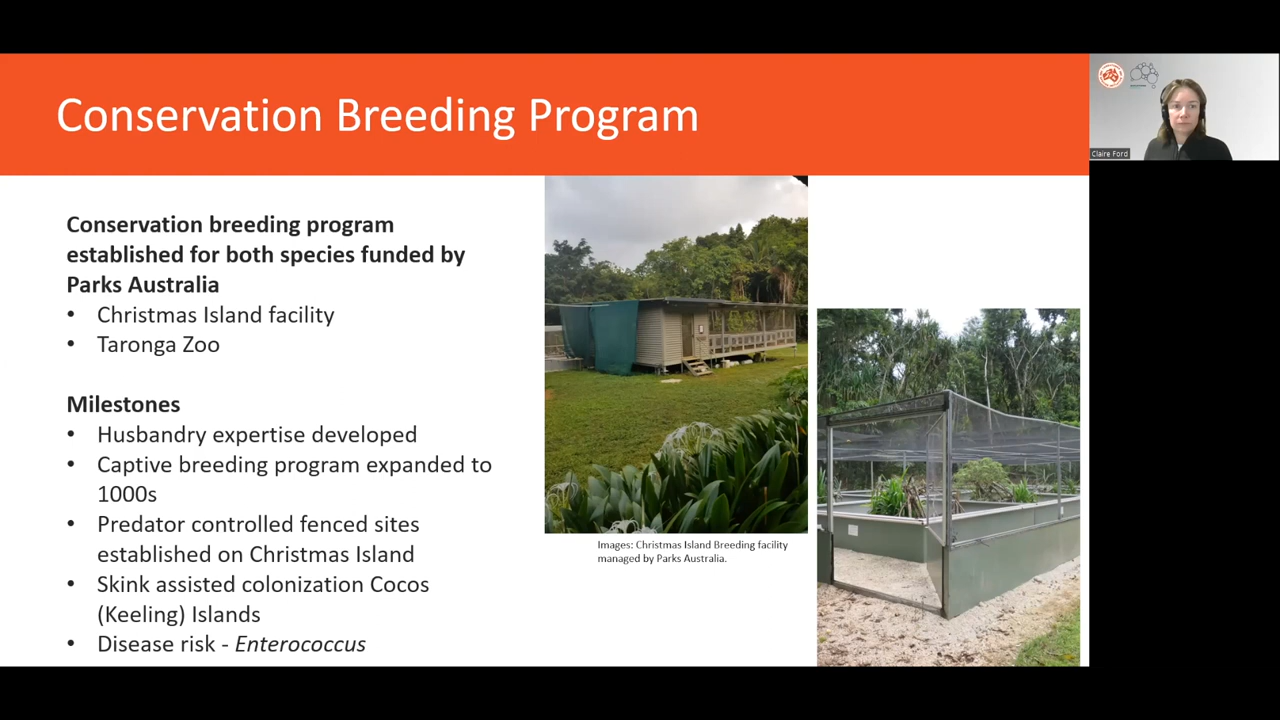 Conservation Breeding Program
Claire Ford
Conservation breeding program
established for both species funded by
Parks Australia
• Christmas Island facility
• Taronga Zoo
Milestones
• Husbandry expertise developed
• Captive breeding program expanded to
1000s
• Predator controlled fenced sites
established on Christmas Island
• Skink assisted colonization Cocos
(Keeling) Islands
• Disease risk - Enterococcus
Images: Christmas Island Breeding facility
managed by Parks Australia.